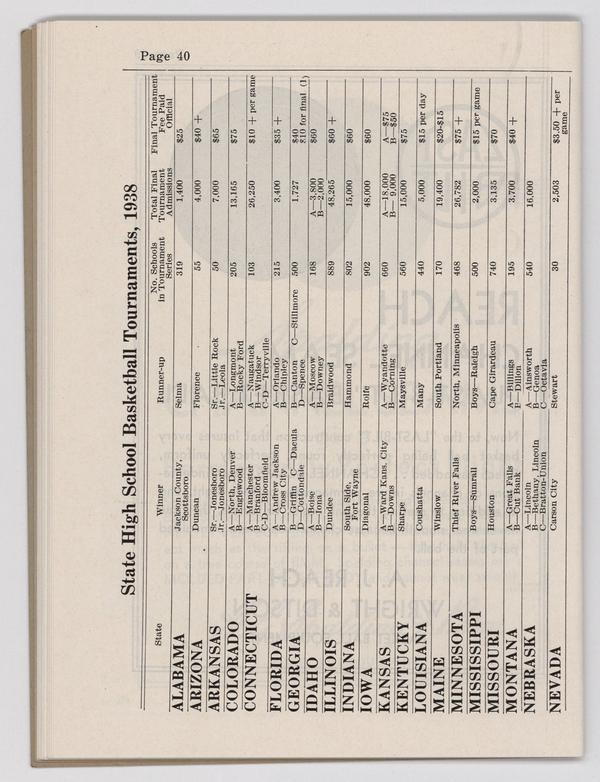 Page 40
State High School Basketball Tournaments, 1938
State Winner Runner-up No. Schools in Tournament Series Total Final Tournament Admissions Final Tournament Fee Paid Official
ALABAMA Jackson County, Scottsboro Selma 319 1,400 $25
ARIZONA Duncan Florence 55 4,000 $40 +
ARKANSAS Sr.—Jonesboro Sr.—Little Rock 50 7,000 $65
Jr.—Jonesboro Jr.—Leola
COLORADO A—North, Denver A—Longmont 205 13,165 $75
B—Englewood B—Rocky Ford
CONNECTICUT A—Manchester A—Naugatuck 103 26,250 $10 + per game
B—Branford B—Windsor
C-D—Bloomfield C-D—Terryville
FLORIDA A—Andrew Jackson A—Orlando 215 3,400 $35 +
B—Cross City B—Chipley
GEORGIA B—Griffin C—Dacula B—Canton C—Stillmore 500 1,727 $40
D—Cottondale D—Spence $10 for final (1)
IDAHO A—Boise A—Moscow 168 A—3,800 $60
B—Iona B—Downey B—2,000
ILLINOIS Dundee Braidwood 889 48,265 $60 +
INDIANA South Side, Fort Wayne Hammond 802 15,000 $60
IOWA Diagonal Rolfe 902 48,000 $60
KANSAS A—Ward Kans. City A—Wyandotte 660 A—18,000 A—$75
B—Downs B—Corning B— 9,000 B—$50
KENTUCKY Sharpe Maysville 560 15,000 $75
LOUISIANA Coushatta Many 440 5,000 $15 per day
MAINE Winslow South Portland 170 19,400 $20-$15
MINNESOTA Thief River Falls North, Minneapolis 468 26,782 $75 +
MISSISSIPPI Boys—Sumrall Boys—Raleigh 500 2,000 $15 per game
MISSOURI Houston Cape Girardeau 740 3,135 $70
MONTANA A—Great Falls A—Billings 195 3,700 $40 +
B—Cut Bank B—Dillon
NEBRASKA A—Lincoln A—Ainsworth 540 16,000
B—Bethany, Lincoln B—Genoa
C—Bratton-Union C—Octavia
NEVADA Carson City Stewart 30 2,503 $3.50 + per game